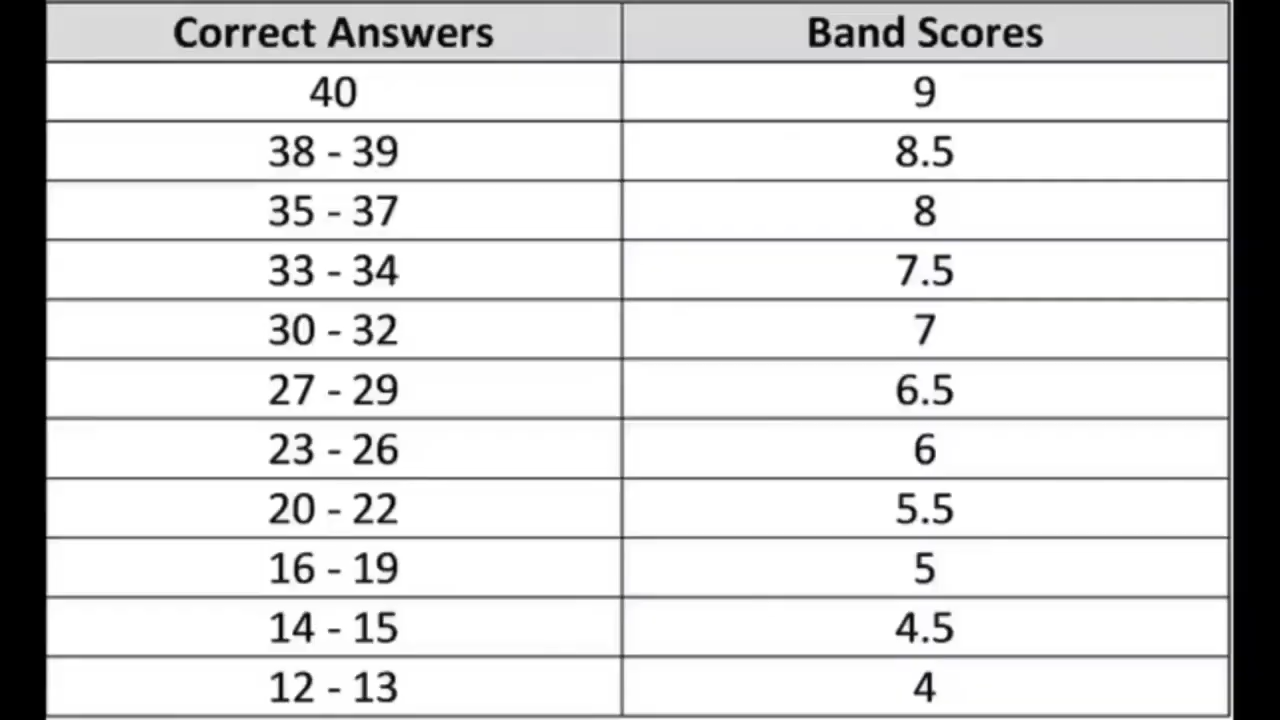 Correct Answers Band Scores
40 9
38 - 39 8.5
35 - 37 8
33 - 34 7.5
30 - 32 7
27 - 29 6.5
23 - 26 6
20 - 22 5.5
16 - 19 5
14 - 15 4.5
12 - 13 4